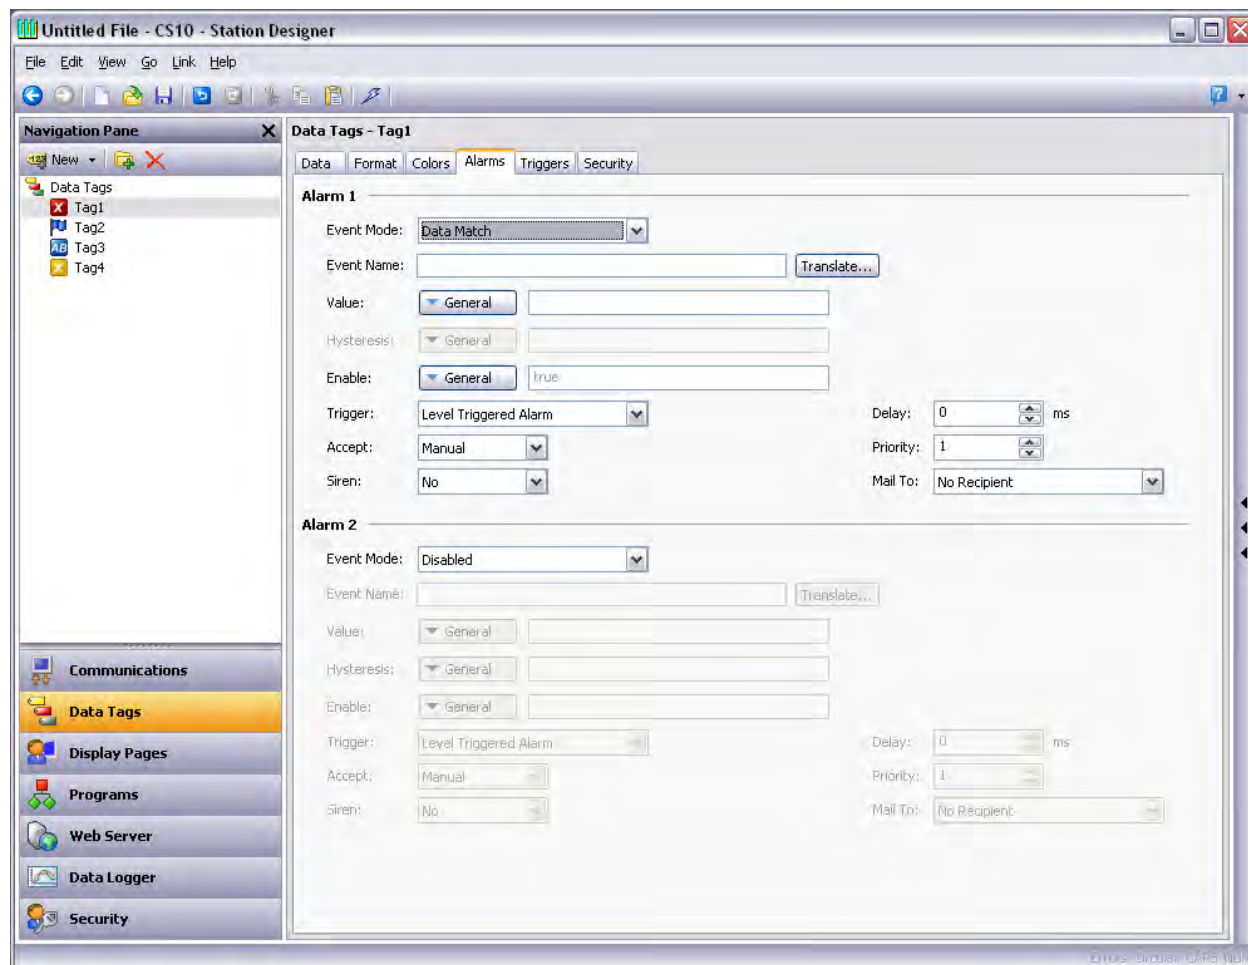 Untitled File - CS10 - Station Designer
File Edit View Go Link Help
Navigation Pane
New
Data Tags
Tag1
Tag2
Tag3
Tag4
Communications
Data Tags
Display Pages
Programs
Web Server
Data Logger
Security
Data Tags - Tag1
Data Format Colors Alarms Triggers Security
Alarm 1
Event Mode: Data Match
Event Name: Translate...
Value: General
Hysteresis: General
Enable: General true
Trigger: Level Triggered Alarm Delay: 0 ms
Accept: Manual Priority: 1
Siren: No Mail To: No Recipient
Alarm 2
Event Mode: Disabled
Event Name: Translate...
Value: General
Hysteresis: General
Enable: General
Trigger: Level Triggered Alarm Delay: 0 ms
Accept: Manual Priority: 1
Siren: No Mail To: No Recipient
Errors Circular CAPS NUM